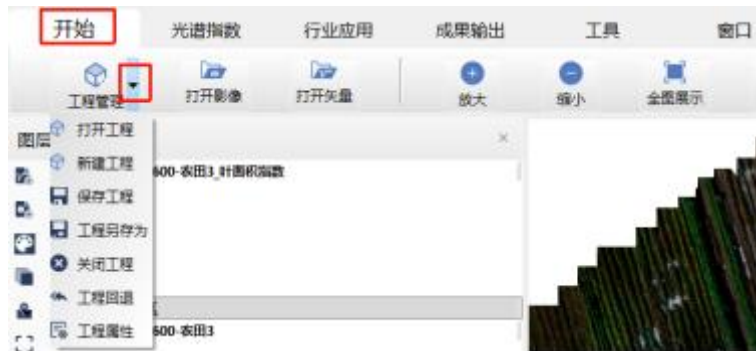 开始 光谱指数 行业应用 成果输出 工具 窗口
工程管理 打开影像 打开矢量 放大 缩小 全图展示
图层
打开工程
新建工程
600-农田3_叶面积指数
保存工程
工程另存为
关闭工程
工程回退
工程属性 600-农田3